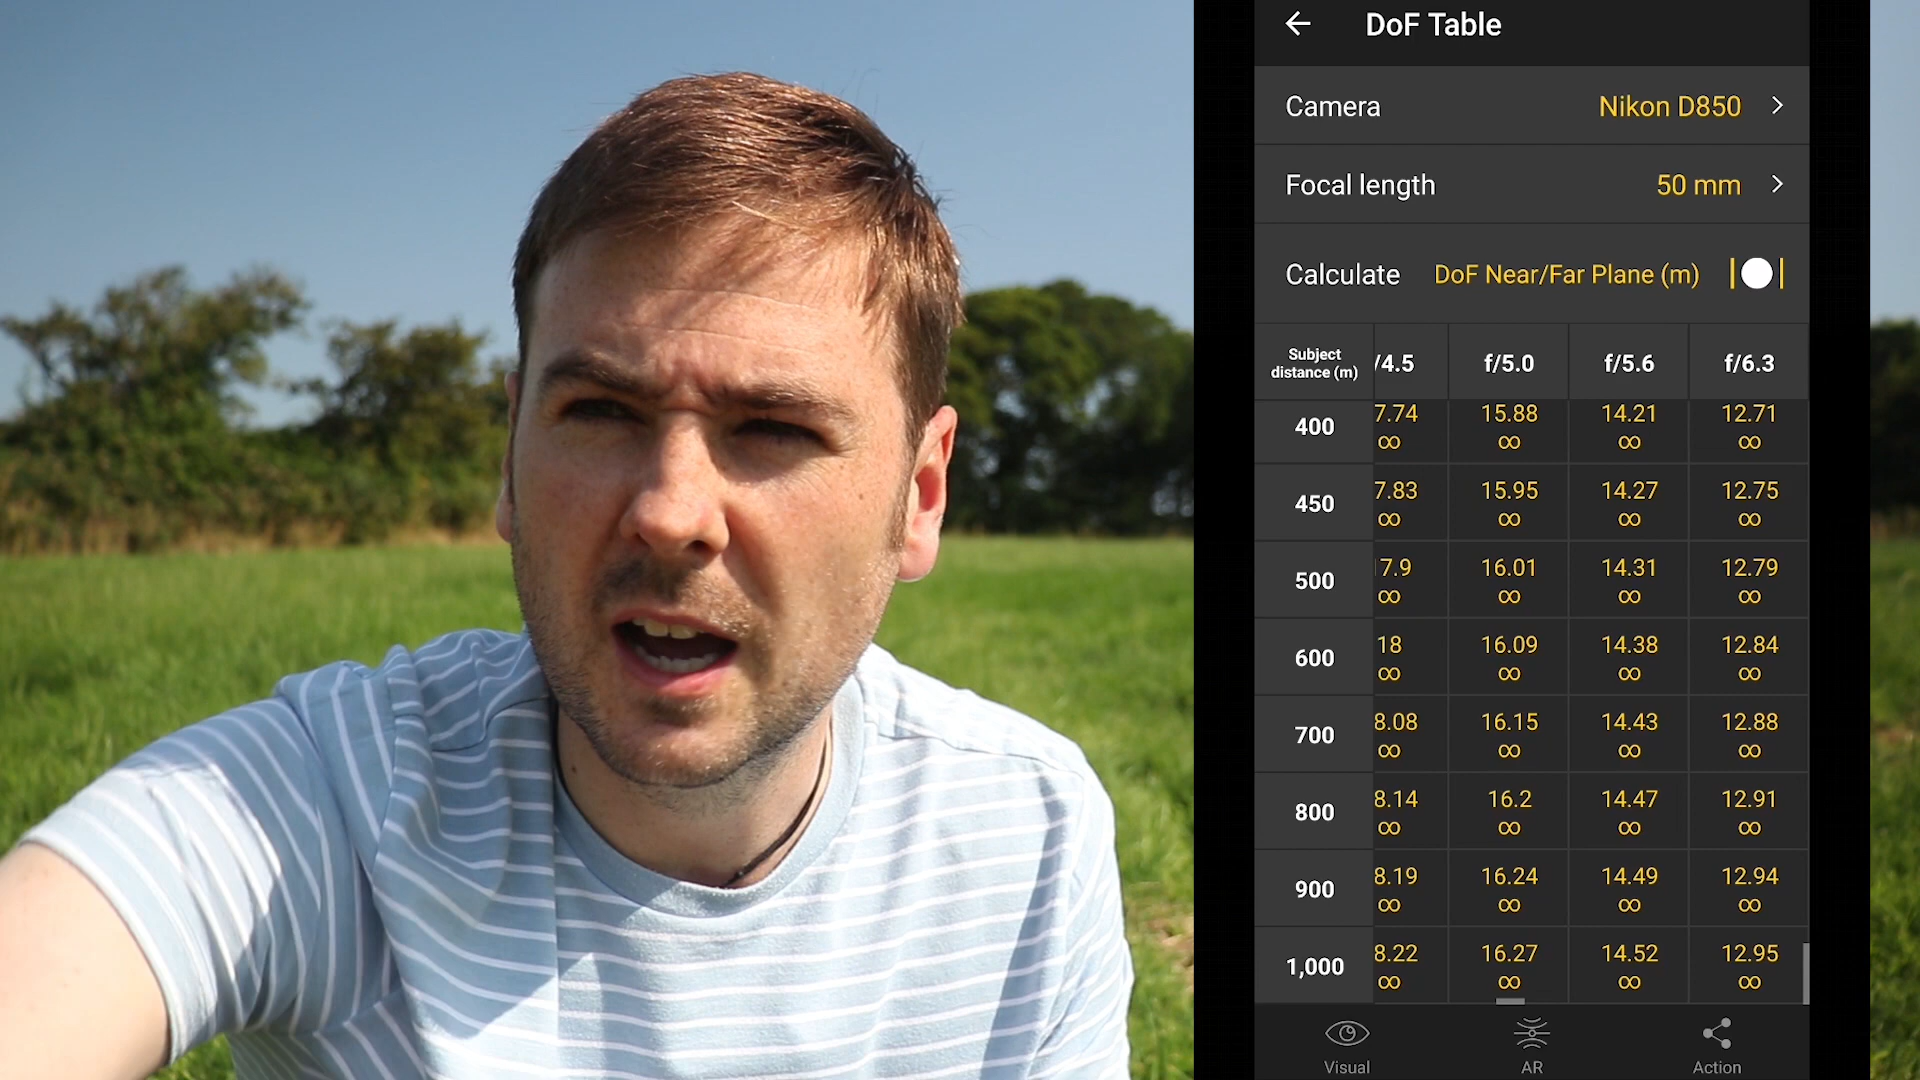 DoF Table
Camera Nikon D850
Focal length 50 mm
Calculate DoF Near/Far Plane (m)
Subject distance (m) /4.5 f/5.0 f/5.6 f/6.3
400 7.74 15.88 14.21 12.71
∞ ∞ ∞ ∞
450 7.83 15.95 14.27 12.75
∞ ∞ ∞ ∞
500 7.9 16.01 14.31 12.79
∞ ∞ ∞ ∞
600 18 16.09 14.38 12.84
∞ ∞ ∞ ∞
700 8.08 16.15 14.43 12.88
∞ ∞ ∞ ∞
800 8.14 16.2 14.47 12.91
∞ ∞ ∞ ∞
900 8.19 16.24 14.49 12.94
∞ ∞ ∞ ∞
1,000 8.22 16.27 14.52 12.95
∞ ∞ ∞ ∞
Visual AR Action